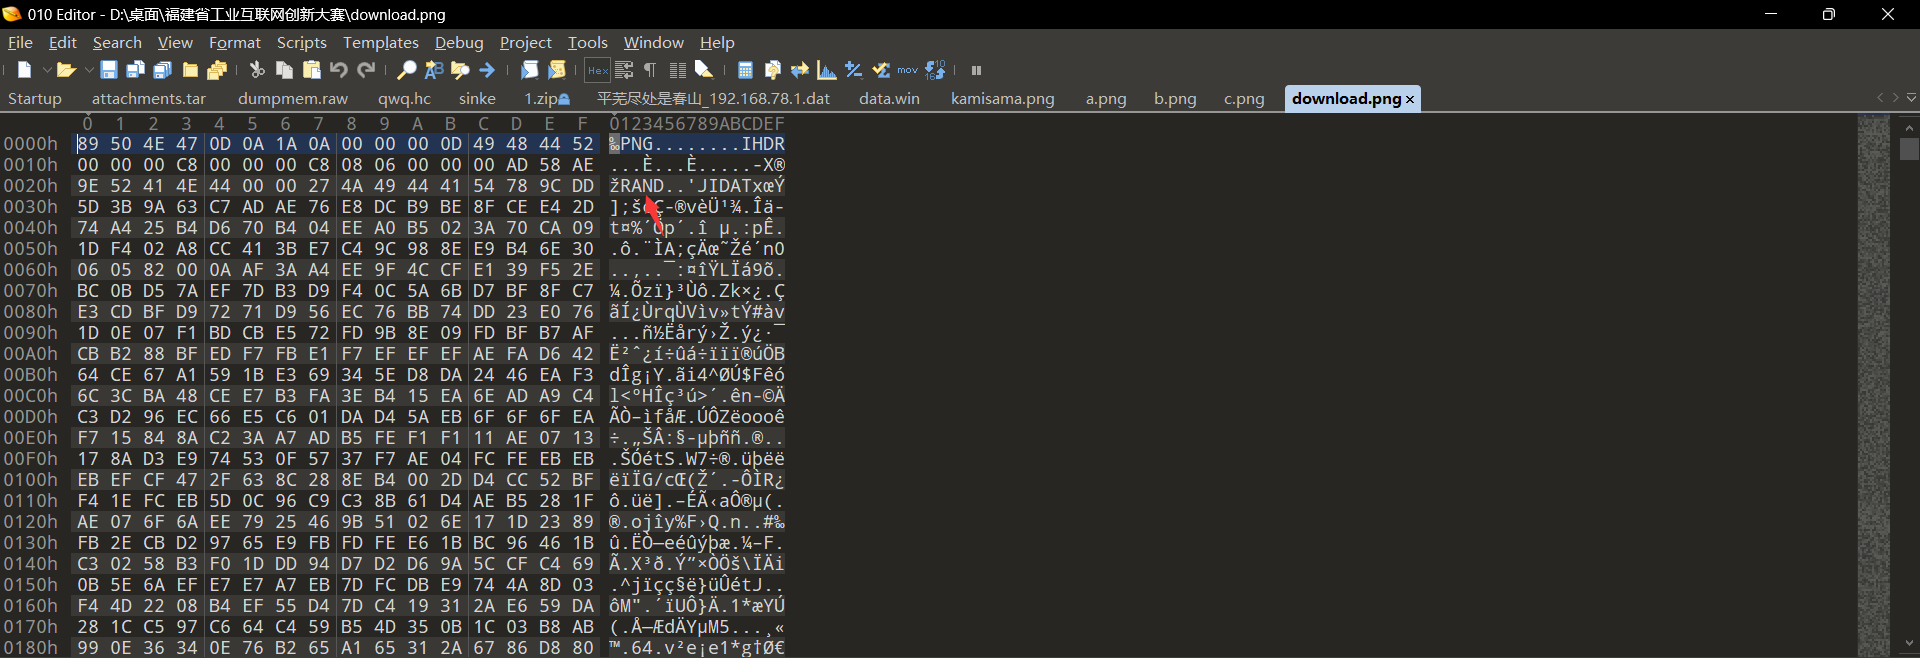 010 Editor - D:\桌面\福建省工业互联网创新大赛\download.png
File Edit Search View Format Scripts Templates Debug Project Tools Window Help
Startup attachments.tar dumpmem.raw qwq.hc sinke 1.zip 平芜尽处是春山_192.168.78.1.dat data.win kamisama.png a.png b.png c.png download.png
0 1 2 3 4 5 6 7 8 9 A B C D E F 0123456789ABCDEF
0000h 89 50 4E 47 0D 0A 1A 0A 00 00 00 0D 49 48 44 52 ‰PNG........IHDR
0010h 00 00 00 C8 00 00 00 C8 08 06 00 00 00 AD 58 AE ...È...È.....-X®
0020h 9E 52 41 4E 44 00 00 27 4A 49 44 41 54 78 9C DD žRAND..'JIDATxœÝ
0030h 5D 3B 9A 63 C7 AD AE 76 E8 DC B9 BE 8F CE E4 2D ];šcÇ-®vèÜ¹¾.Îä-
0040h 74 A4 25 B4 D6 70 B4 04 EE A0 B5 02 3A 70 CA 09 t¤%´Öp´.î µ.:pÊ.
0050h 1D F4 02 A8 CC 41 3B E7 C4 9C 98 8E E9 B4 6E 30 .ô.¨ÌA;çÄœ˜Žé´n0
0060h 06 05 82 00 0A AF 3A A4 EE 9F 4C CF E1 39 F5 2E ..‚..¯:¤îŸLÏá9õ.
0070h BC 0B D5 7A EF 7D B3 D9 F4 0C 5A 6B D7 BF 8F C7 ¼.Õzï}³Ùô.Zk×¿.Ç
0080h E3 CD BF D9 72 71 D9 56 EC 76 BB 74 DD 23 E0 76 ãÍ¿ÙrqÙVìv»tÝ#àv
0090h 1D 0E 07 F1 BD CB E5 72 FD 9B 8E 09 FD BF B7 AF ...ñ½Ëårý›Ž.ý¿·¯
00A0h CB B2 88 BF ED F7 FB E1 F7 EF EF EF AE FA D6 42 Ë²ˆ¿í÷ûá÷ïïï®úÖB
00B0h 64 CE 67 A1 59 1B E3 69 34 5E D8 DA 24 46 EA F3 dÎg¡Y.ãi4^ØÚ$Fêó
00C0h 6C 3C BA 48 CE E7 B3 FA 3E B4 15 EA 6E AD A9 C4 l<ºHÎç³ú>´.ên-©Ä
00D0h C3 D2 96 EC 66 E5 C6 01 DA D4 5A EB 6F 6F 6F EA ÃÒ–ìfåÆ.ÚÔZëoooê
00E0h F7 15 84 8A C2 3A A7 AD B5 FE F1 F1 11 AE 07 13 ÷.„ŠÂ:§-µþññ.®..
00F0h 17 8A D3 E9 74 53 0F 57 37 F7 AE 04 FC FE EB EB .ŠÓétS.W7÷®.üþëë
0100h EB EF CF 47 2F 63 8C 28 8E B4 00 2D D4 CC 52 BF ëïÏG/cŒ(Ž´.-ÔÌR¿
0110h F4 1E FC EB 5D 0C 96 C9 C3 8B 61 D4 AE B5 28 1F ô.üë].–ÉÃ‹aÔ®µ(.
0120h AE 07 6F 6A EE 79 25 46 9B 51 02 6E 17 1D 23 89 ®.ojîy%F›Q.n..#‰
0130h FB 2E CB D2 97 65 E9 FB FD FE E6 1B BC 96 46 1B û.ËÒ—eéûýþæ.¼–F.
0140h C3 02 58 B3 F0 1D DD 94 D7 D2 D6 9A 5C CF C4 69 Ã.X³ð.Ý”×ÒÖš\ÏÄi
0150h 0B 5E 6A EF E7 E7 A7 EB 7D FC DB E9 74 4A 8D 03 .^jïçç§ë}üÛétJ..
0160h F4 4D 22 08 B4 EF 55 D4 7D C4 19 31 2A E6 59 DA ôM".´ïUÔ}Ä.1*æYÚ
0170h 28 1C C5 97 C6 64 C4 59 B5 4D 35 0B 1C 03 B8 AB (.Å—ÆdÄYµM5...¸«
0180h 99 0E 36 34 0E 76 B2 65 A1 65 31 2A 67 86 D8 80 ™.64.v²e¡e1*g†Ø€